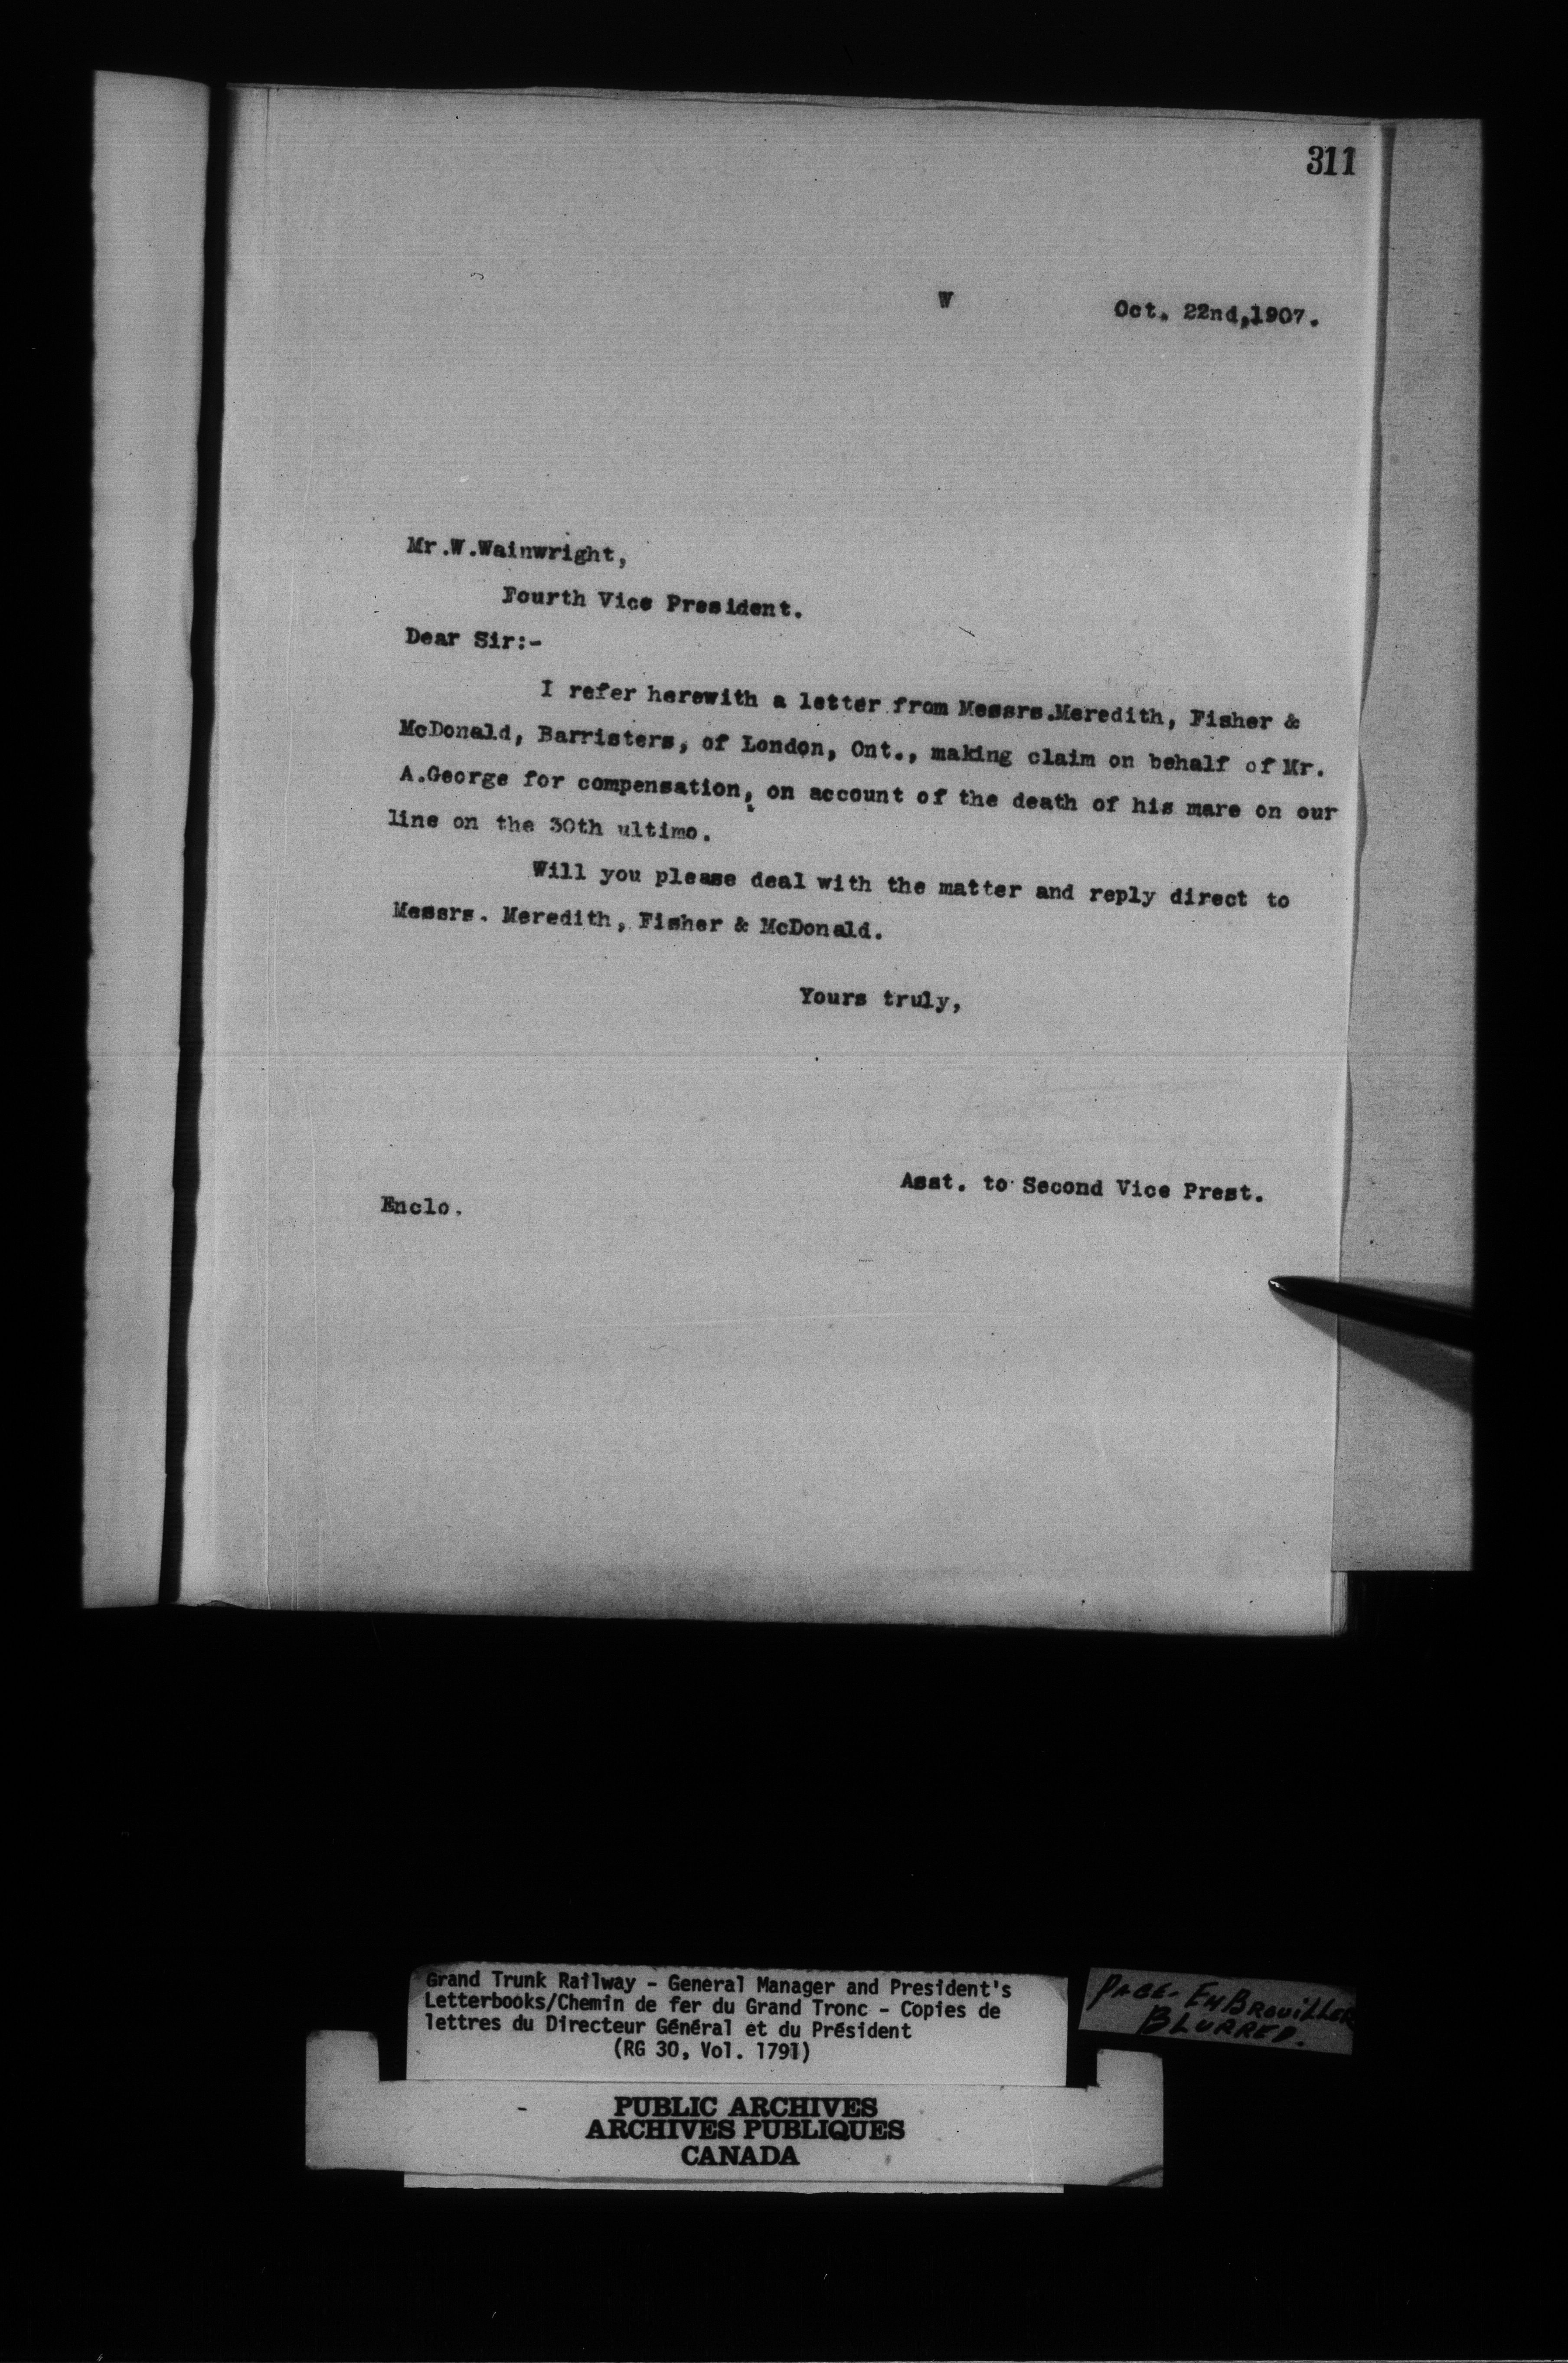 311
W Oct. 22nd,1907.
Mr.W.Wainwright,
Fourth Vice President.
Dear Sir:-
I refer herewith a letter from Messrs.Meredith, Fisher &
McDonald, Barristers, of London, Ont., making claim on behalf of Mr.
A.George for compensation, on account of the death of his mare on our
line on the 30th ultimo.
Will you please deal with the matter and reply direct to
Messrs. Meredith, Fisher & McDonald.
Yours truly,
Asst. to Second Vice Prest.
Enclo.
Grand Trunk Railway - General Manager and President's
Letterbooks/Chemin de fer du Grand Tronc - Copies de
lettres du Directeur Général et du Président
(RG 30, Vol. 1791)
PAGE- EMBROUILLER
BLURRED.
PUBLIC ARCHIVES
ARCHIVES PUBLIQUES
CANADA